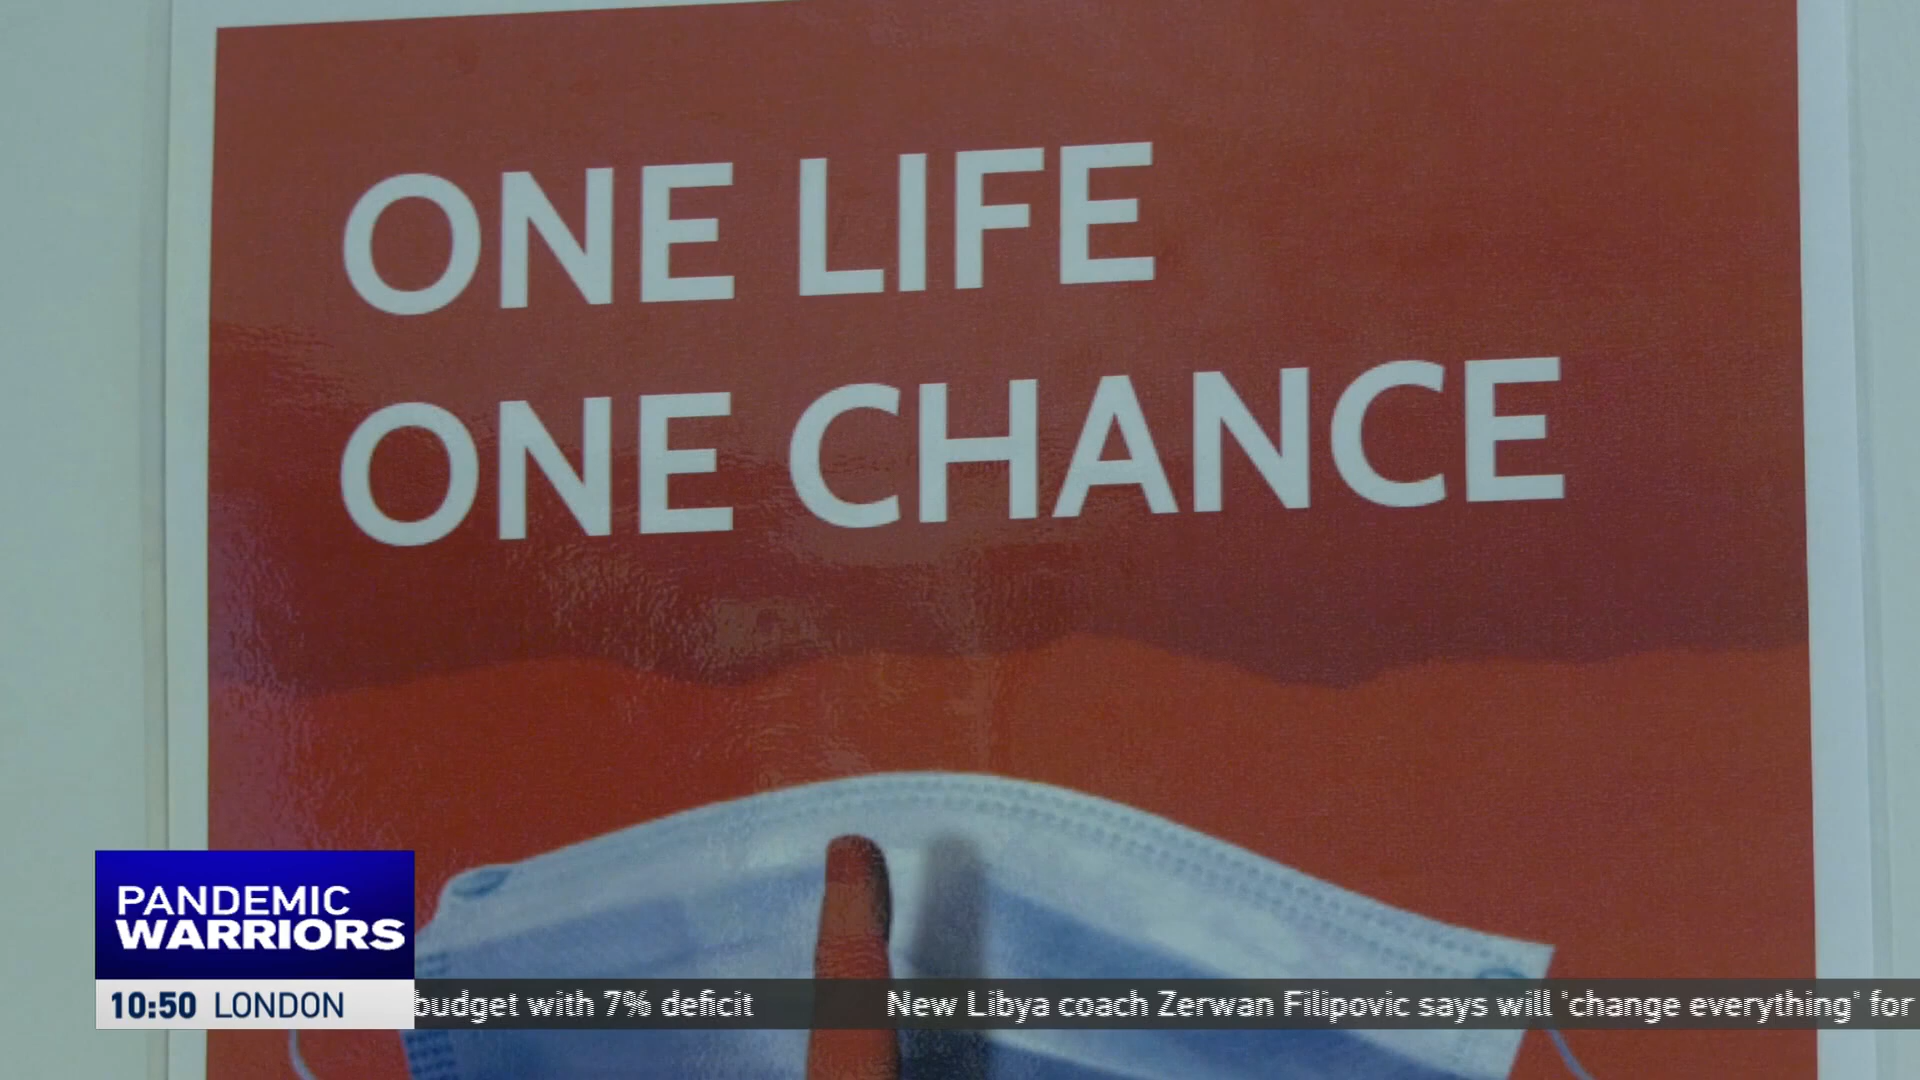 ONE LIFE
ONE CHANCE
PANDEMIC
WARRIORS
10:50 LONDON
budget with 7% deficit New Libya coach Zerwan Filipovic says will 'change everything' for